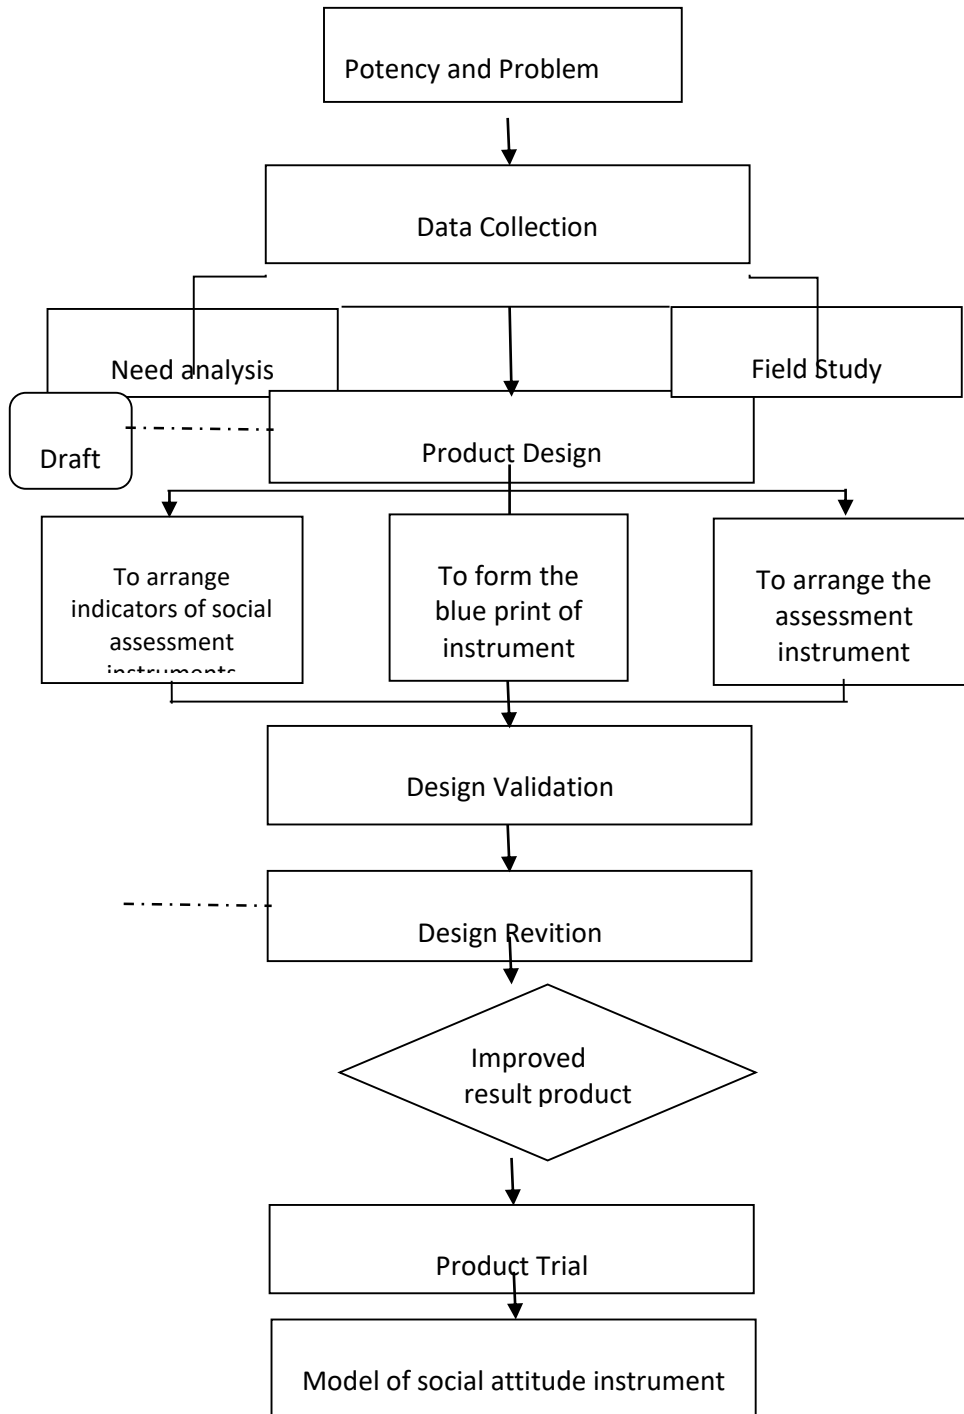 Potency and Problem
Data Collection
Need analysis
Field Study
Draft
Product Design
To arrange
indicators of social
assessment
instruments
To form the
blue print of
instrument
To arrange the
assessment
instrument
Design Validation
Design Revition
Improved
result product
Product Trial
Model of social attitude instrument